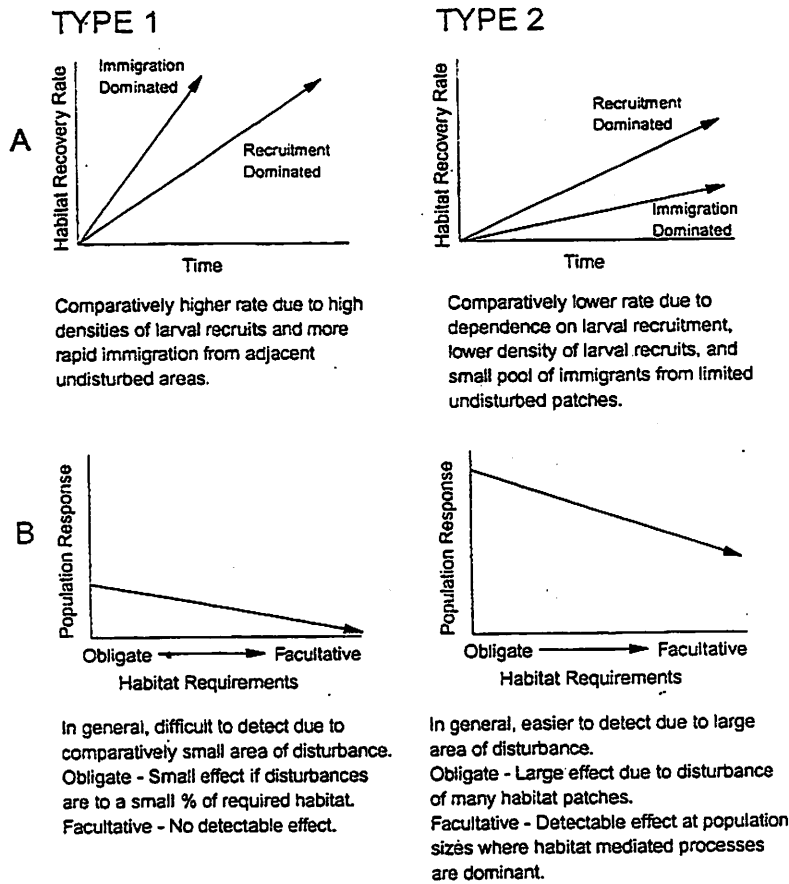 TYPE 1
TYPE 2
A
Habitat Recovery Rate
Immigration
Dominated
Recruitment
Dominated
Time
Habitat Recovery Rate
Recruitment
Dominated
Immigration
Dominated
Time
Comparatively higher rate due to high
densities of larval recruits and more
rapid immigration from adjacent
undisturbed areas.
Comparatively lower rate due to
dependence on larval recruitment,
lower density of larval recruits, and
small pool of immigrants from limited
undisturbed patches.
B
Population Response
Obligate Facultative
Habitat Requirements
Population Response
Obligate Facultative
Habitat Requirements
In general, difficult to detect due to
comparatively small area of disturbance.
Obligate - Small effect if disturbances
are to a small % of required habitat.
Facultative - No detectable effect.
In general, easier to detect due to large
area of disturbance.
Obligate - Large effect due to disturbance
of many habitat patches.
Facultative - Detectable effect at population
sizes where habitat mediated processes
are dominant.